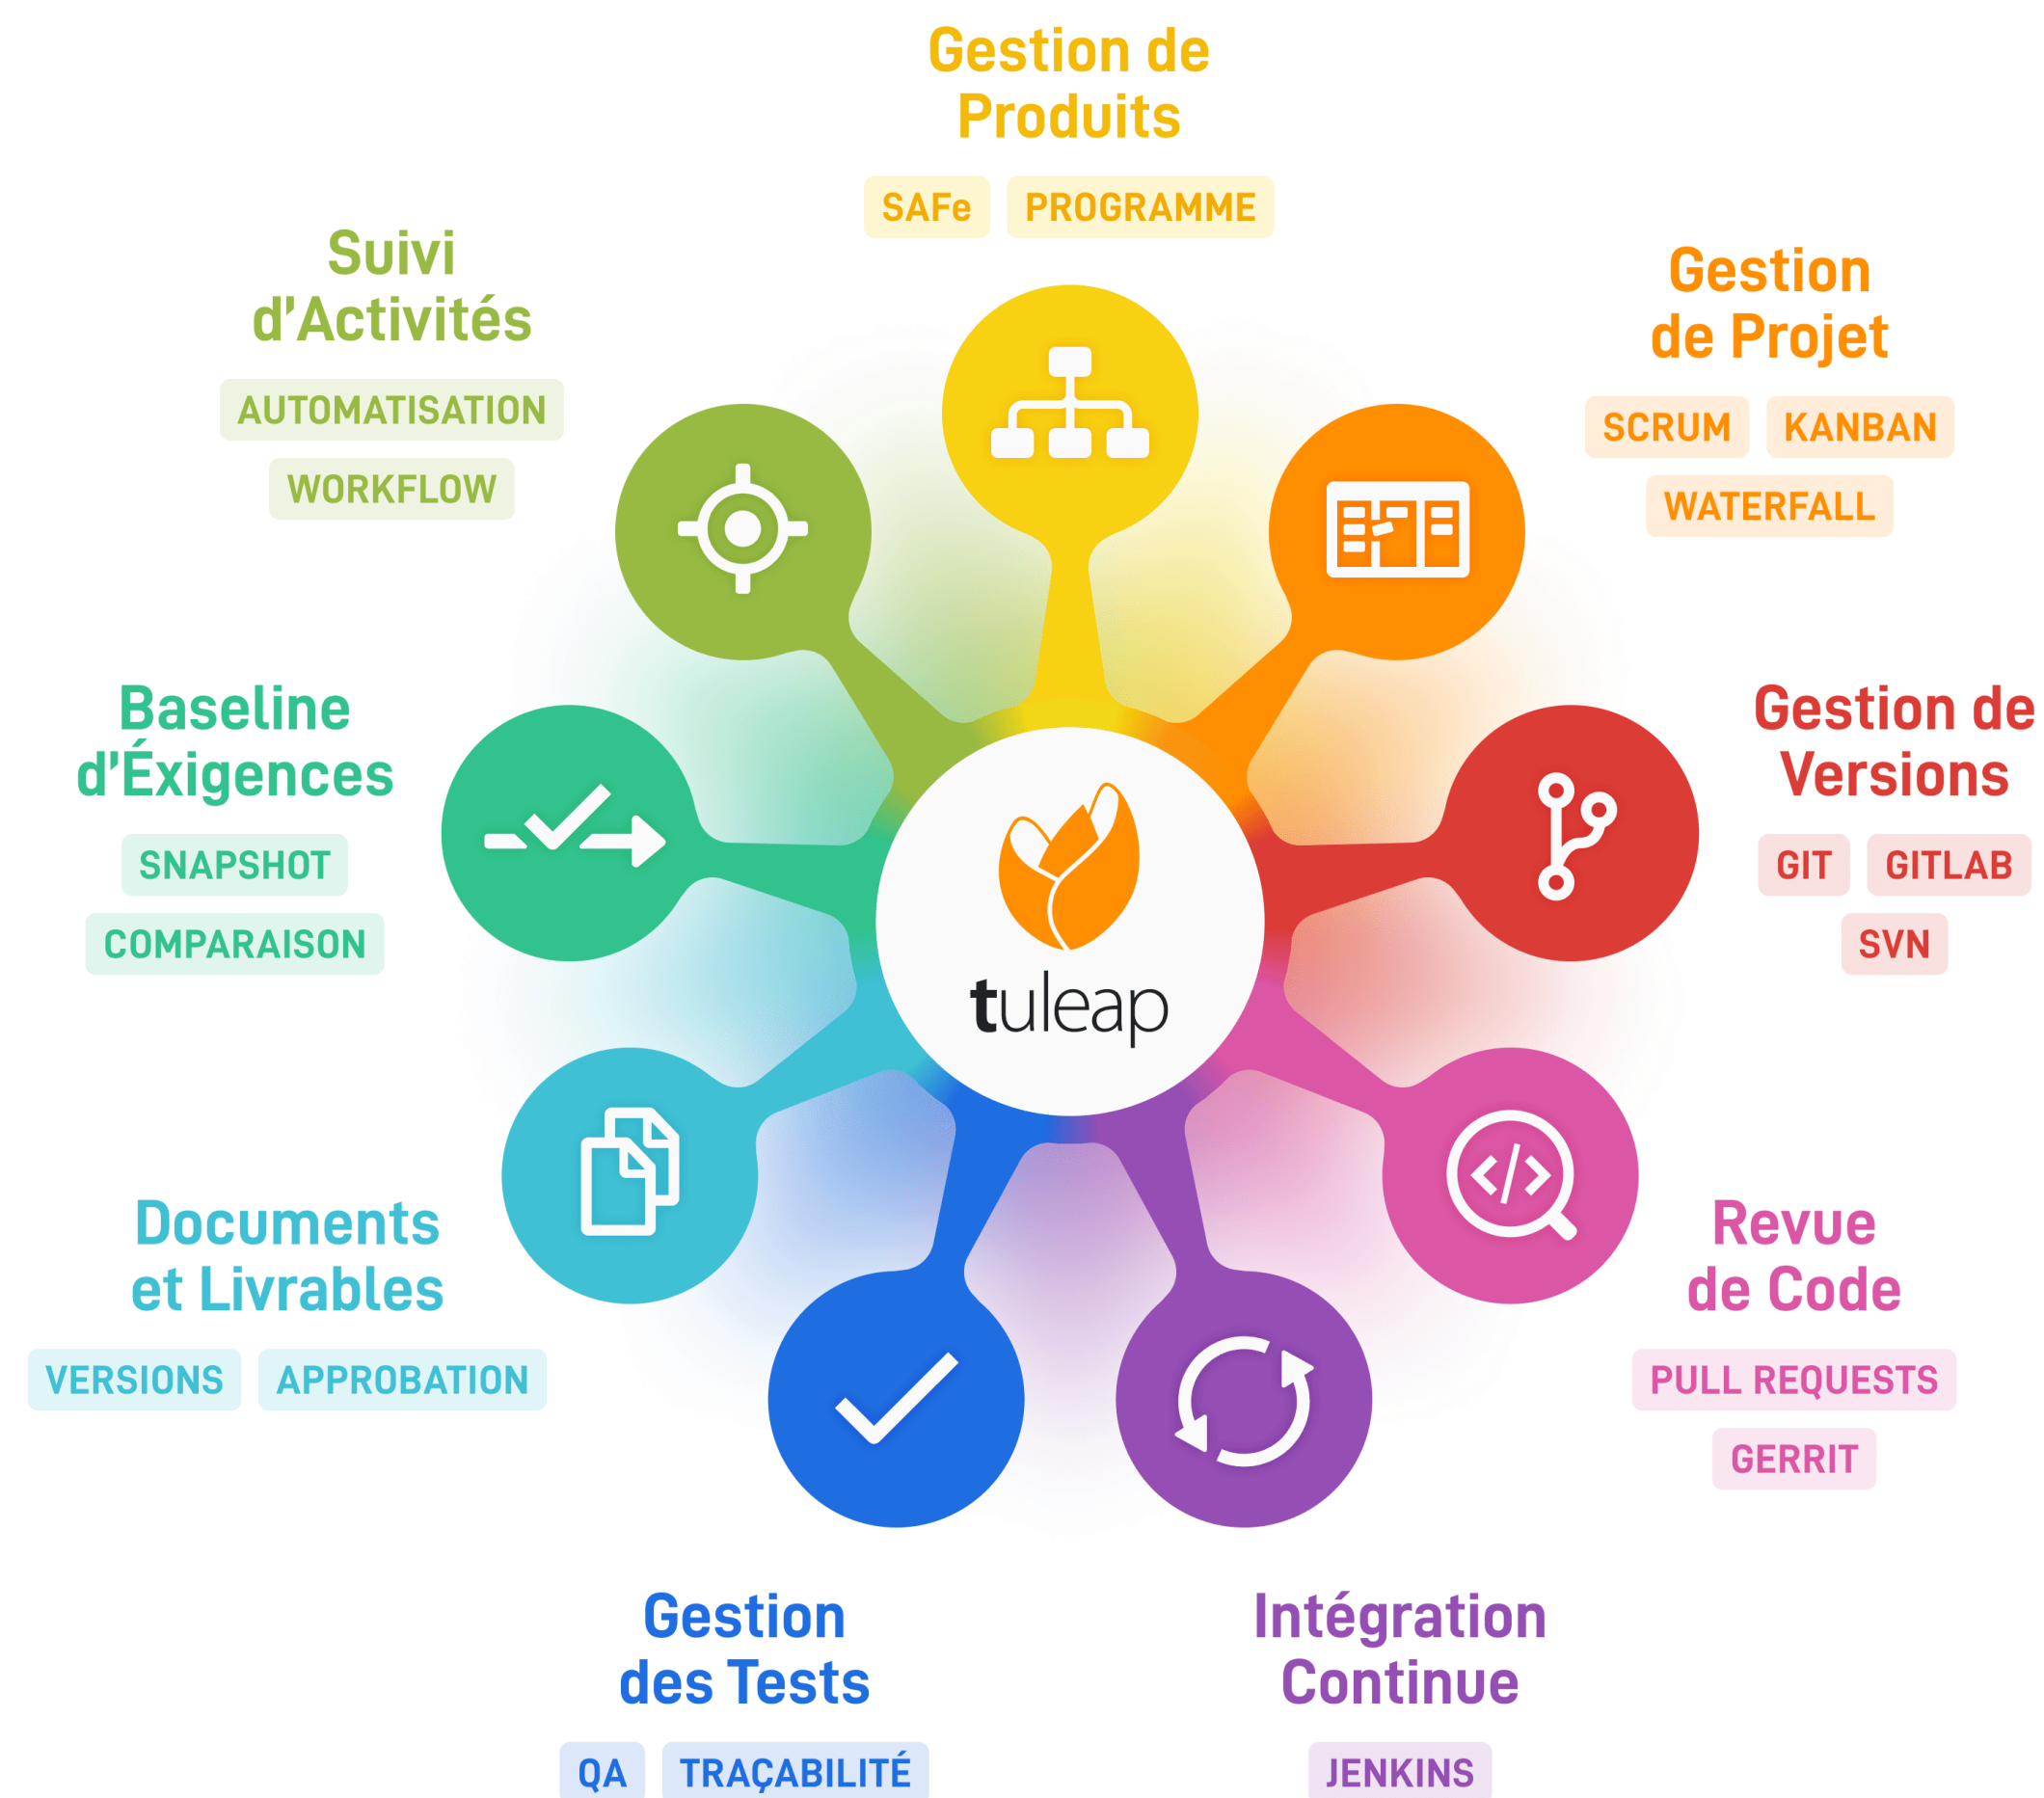 Gestion de
Produits
SAFe PROGRAMME
Gestion
de Projet
SCRUM KANBAN
WATERFALL
Gestion de
Versions
GIT GITLAB
SVN
Revue
de Code
PULL REQUESTS
GERRIT
Intégration
Continue
JENKINS
Gestion
des Tests
QA TRAÇABILITÉ
Documents
et Livrables
VERSIONS APPROBATION
Baseline
d'Éxigences
SNAPSHOT
COMPARAISON
Suivi
d'Activités
AUTOMATISATION
WORKFLOW
tuleap